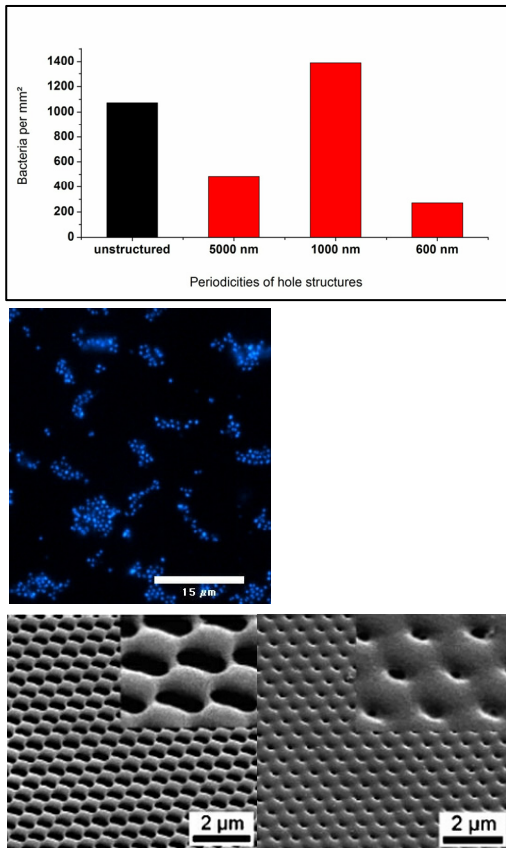 1400
1200
1000
800
600
400
200
0
Bacteria per mm²
unstructured 5000 nm 1000 nm 600 nm
Periodicities of hole structures
15 µm
2 µm 2 µm